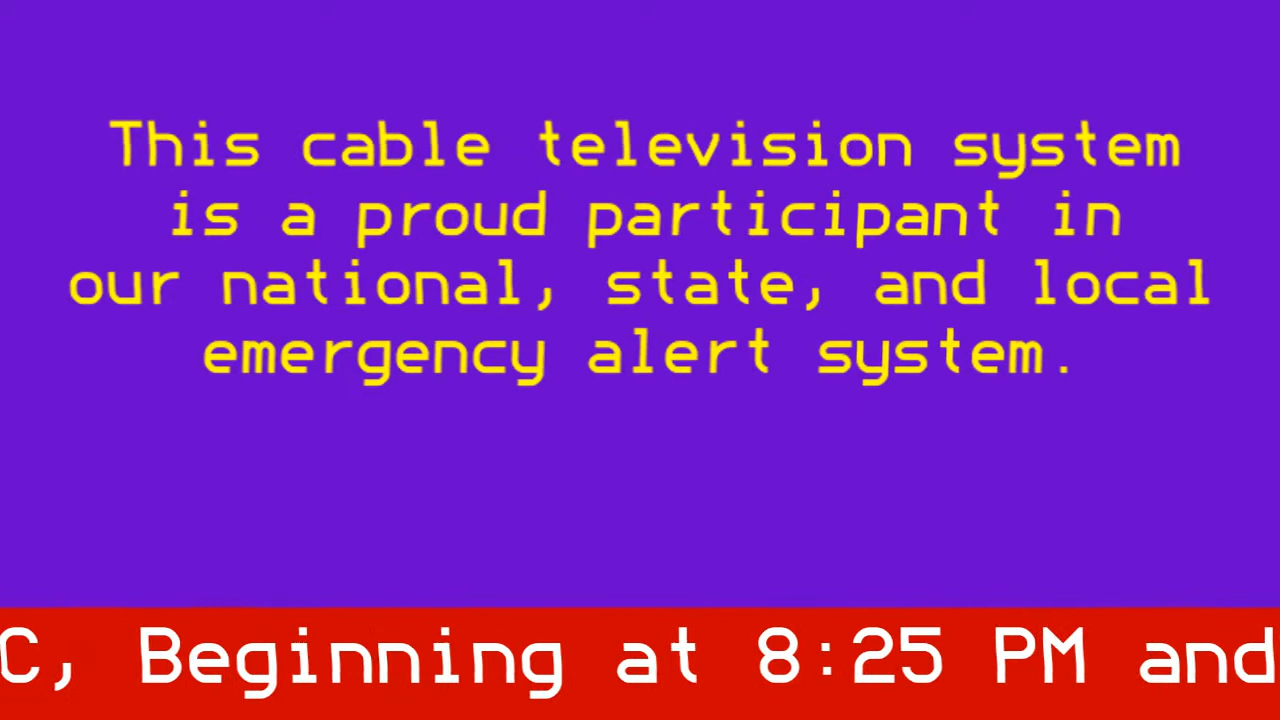 This cable television system
is a proud participant in
our national, state, and local
emergency alert system.
C, Beginning at 8:25 PM and